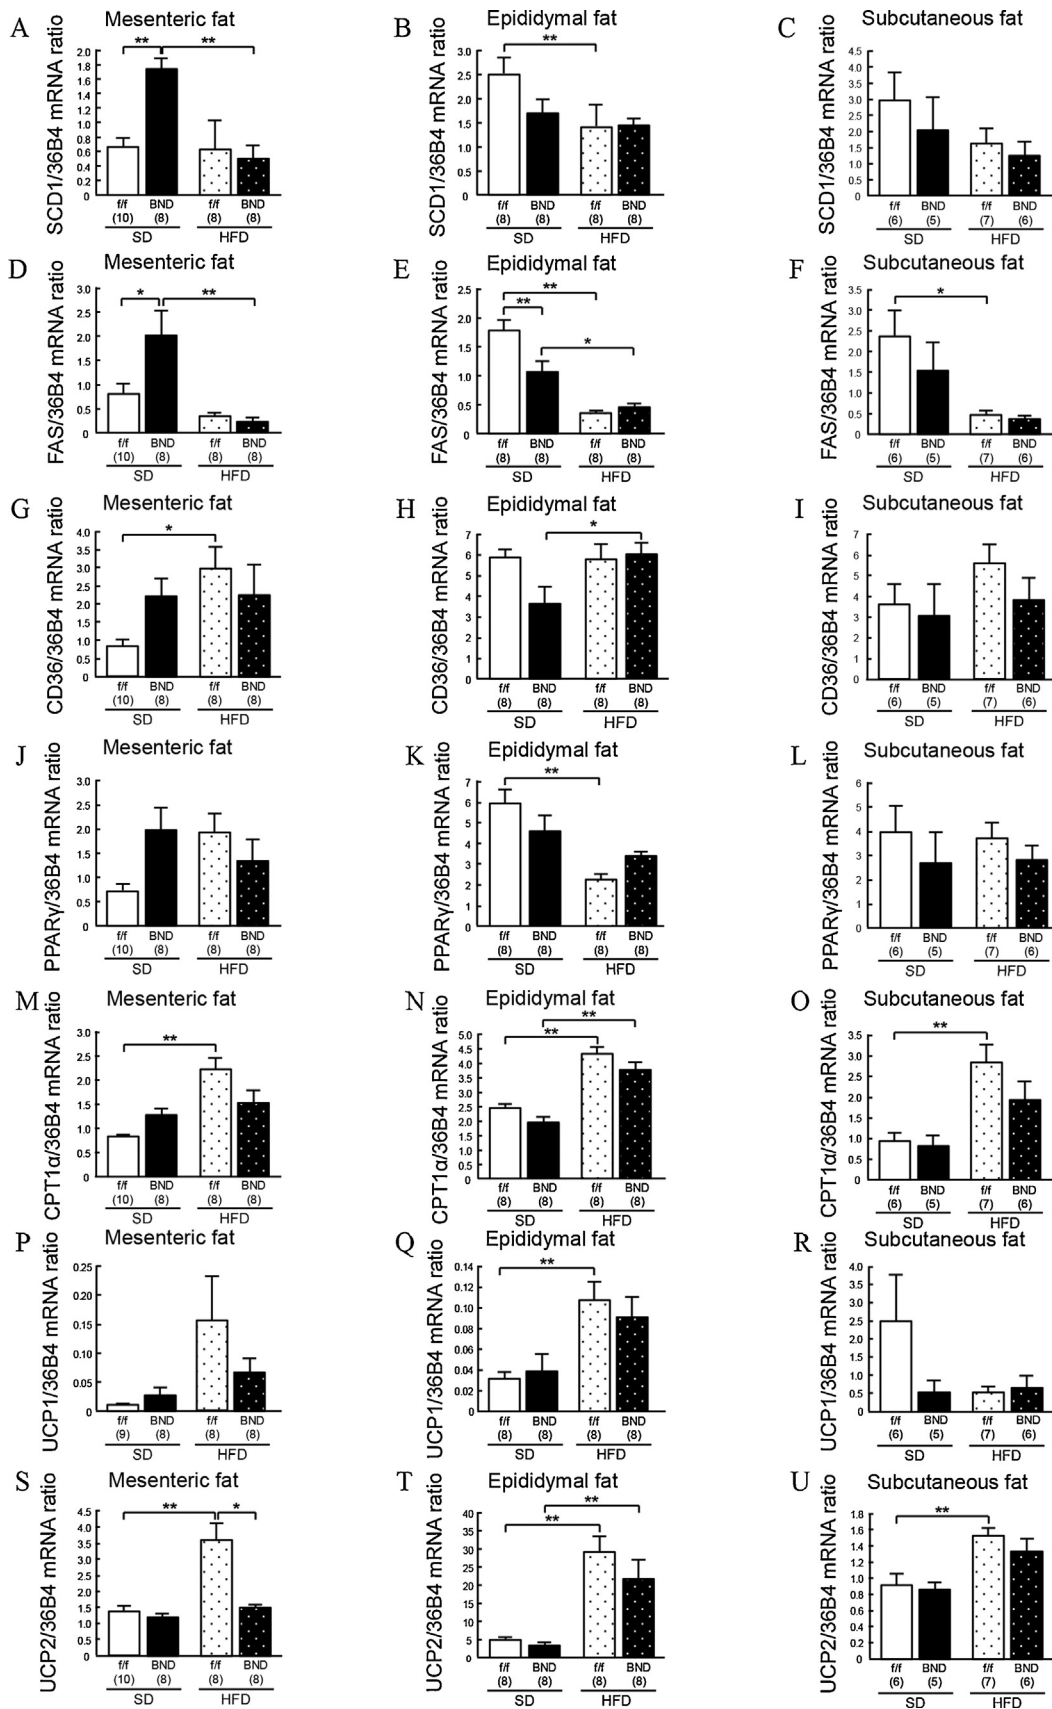 A
Mesenteric fat
SCD1/36B4 mRNA ratio
2.0
1.8
1.6
1.4
1.2
1.0
0.8
0.6
0.4
0.2
0
** **
f/f BND f/f BND
(10) (8) (8) (8)
SD HFD
B
Epididymal fat
SCD1/36B4 mRNA ratio
3.0
2.5
2.0
1.5
1.0
0.5
0
**
f/f BND f/f BND
(8) (8) (8) (8)
SD HFD
C
Subcutaneous fat
SCD1/36B4 mRNA ratio
4.5
4.0
3.5
3.0
2.5
2.0
1.5
1.0
0.5
0
f/f BND f/f BND
(6) (5) (7) (6)
SD HFD
D
Mesenteric fat
FAS/36B4 mRNA ratio
3.0
2.5
2.0
1.5
1.0
0.5
0
* **
f/f BND f/f BND
(10) (8) (8) (8)
SD HFD
E
Epididymal fat
FAS/36B4 mRNA ratio
2.5
2.0
1.5
1.0
0.5
0
**
**
*
f/f BND f/f BND
(8) (8) (8) (8)
SD HFD
F
Subcutaneous fat
FAS/36B4 mRNA ratio
3.5
3.0
2.5
2.0
1.5
1.0
0.5
0
*
f/f BND f/f BND
(6) (5) (7) (6)
SD HFD
G
Mesenteric fat
CD36/36B4 mRNA ratio
4.0
3.5
3.0
2.5
2.0
1.5
1.0
0.5
0
*
f/f BND f/f BND
(10) (8) (8) (8)
SD HFD
H
Epididymal fat
CD36/36B4 mRNA ratio
7
6
5
4
3
2
1
0
*
f/f BND f/f BND
(8) (8) (8) (8)
SD HFD
I
Subcutaneous fat
CD36/36B4 mRNA ratio
7
6
5
4
3
2
1
0
f/f BND f/f BND
(6) (5) (7) (6)
SD HFD
J
Mesenteric fat
PPARγ/36B4 mRNA ratio
3.0
2.5
2.0
1.5
1.0
0.5
0
f/f BND f/f BND
(10) (8) (8) (8)
SD HFD
K
Epididymal fat
PPARγ/36B4 mRNA ratio
7
6
5
4
3
2
1
0
**
f/f BND f/f BND
(8) (8) (8) (8)
SD HFD
L
Subcutaneous fat
PPARγ/36B4 mRNA ratio
6
5
4
3
2
1
0
f/f BND f/f BND
(6) (5) (7) (6)
SD HFD
M
Mesenteric fat
CPT1α/36B4 mRNA ratio
3.0
2.5
2.0
1.5
1.0
0.5
0
**
f/f BND f/f BND
(10) (8) (8) (8)
SD HFD
N
Epididymal fat
CPT1α/36B4 mRNA ratio
5.0
4.5
4.0
3.5
3.0
2.5
2.0
1.5
1.0
0.5
0
**
**
f/f BND f/f BND
(8) (8) (8) (8)
SD HFD
O
Subcutaneous fat
CPT1α/36B4 mRNA ratio
3.5
3.0
2.5
2.0
1.5
1.0
0.5
0
**
f/f BND f/f BND
(6) (5) (7) (6)
SD HFD
P
Mesenteric fat
UCP1/36B4 mRNA ratio
0.25
0.20
0.15
0.10
0.05
0
f/f BND f/f BND
(9) (8) (8) (8)
SD HFD
Q
Epididymal fat
UCP1/36B4 mRNA ratio
0.14
0.12
0.10
0.08
0.06
0.04
0.02
0
**
f/f BND f/f BND
(8) (8) (8) (8)
SD HFD
R
Subcutaneous fat
UCP1/36B4 mRNA ratio
4.0
3.5
3.0
2.5
2.0
1.5
1.0
0.5
0
f/f BND f/f BND
(6) (5) (7) (6)
SD HFD
S
Mesenteric fat
UCP2/36B4 mRNA ratio
4.5
4.0
3.5
3.0
2.5
2.0
1.5
1.0
0.5
0
** *
f/f BND f/f BND
(10) (8) (8) (8)
SD HFD
T
Epididymal fat
UCP2/36B4 mRNA ratio
40
35
30
25
20
15
10
5
0
**
**
f/f BND f/f BND
(8) (8) (8) (8)
SD HFD
U
Subcutaneous fat
UCP2/36B4 mRNA ratio
1.8
1.6
1.4
1.2
1.0
0.8
0.6
0.4
0.2
0
**
f/f BND f/f BND
(6) (5) (7) (6)
SD HFD